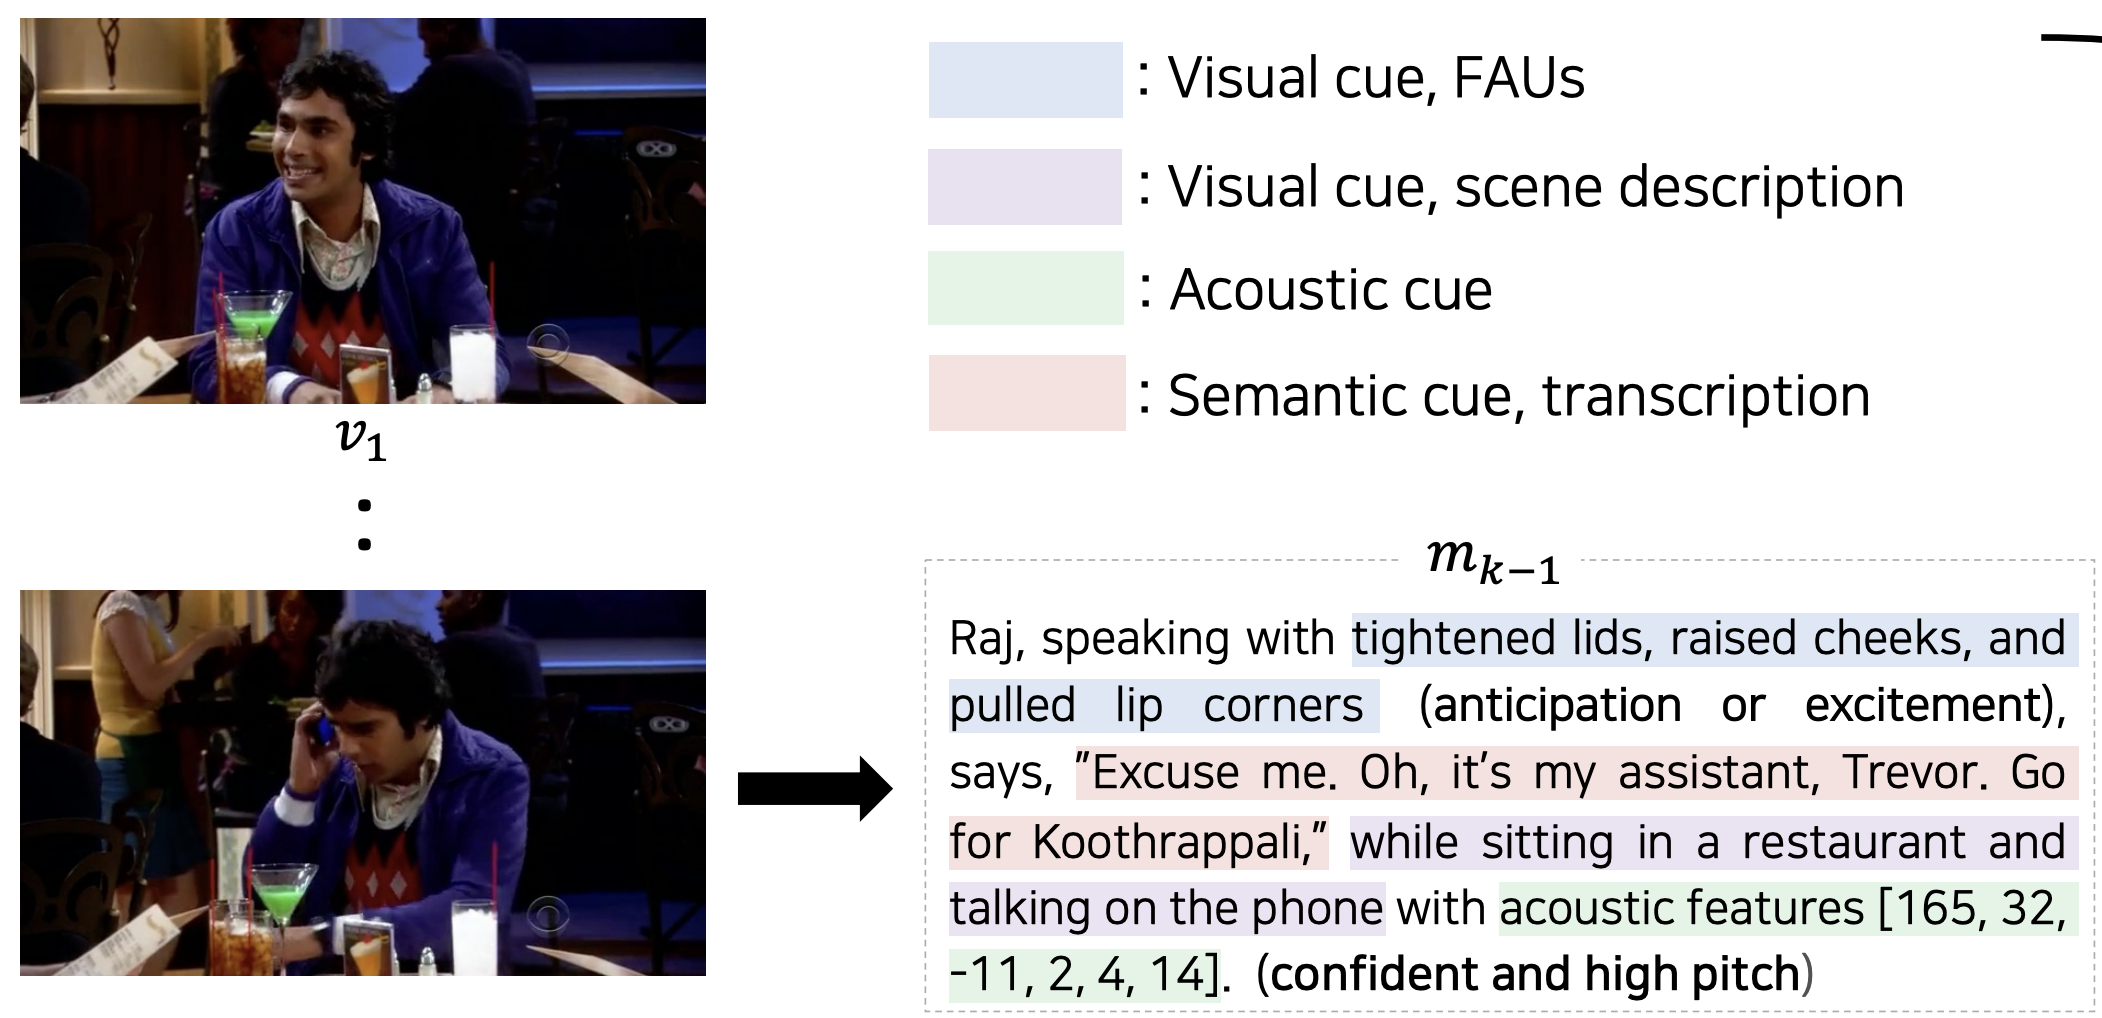 : Visual cue, FAUs
: Visual cue, scene description
: Acoustic cue
: Semantic cue, transcription
v₁
mₖ₋₁
Raj, speaking with tightened lids, raised cheeks, and
pulled lip corners (anticipation or excitement),
says, ”Excuse me. Oh, it’s my assistant, Trevor. Go
for Koothrappali,” while sitting in a restaurant and
talking on the phone with acoustic features [165, 32,
-11, 2, 4, 14]. (confident and high pitch)